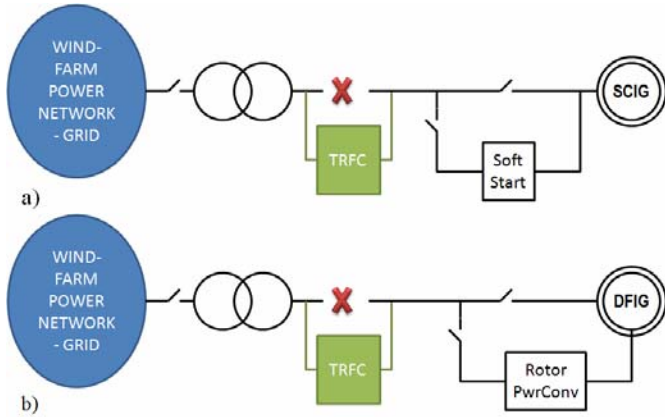 WIND-
FARM
POWER
NETWORK
- GRID
TRFC
Soft
Start
SCIG
a)
WIND-
FARM
POWER
NETWORK
- GRID
TRFC
Rotor
PwrConv
DFIG
b)